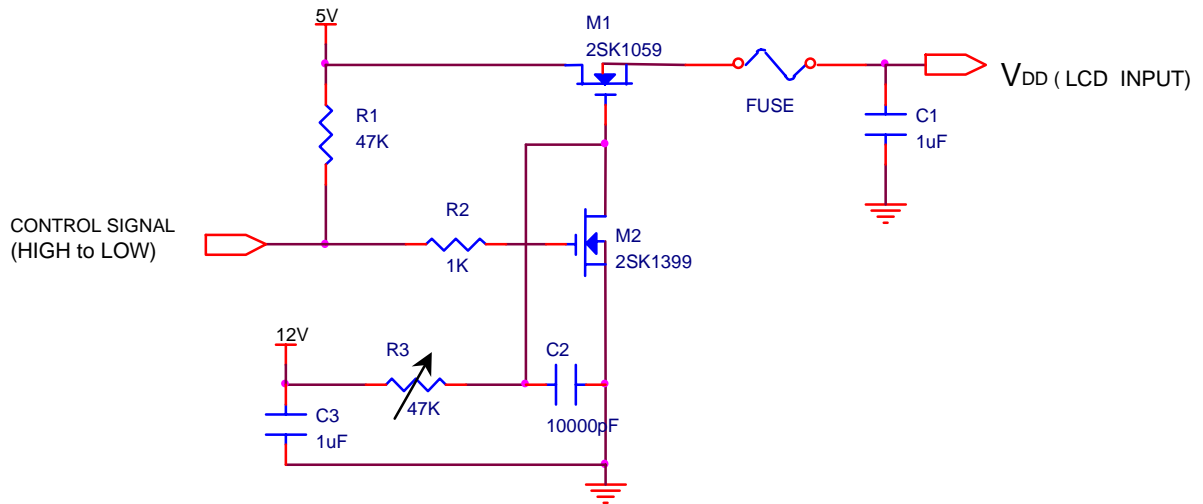 5V
M1
2SK1059
VDD ( LCD INPUT)
FUSE
R1
47K
C1
1uF
CONTROL SIGNAL
(HIGH to LOW)
R2
1K
M2
2SK1399
12V
R3
47K
C2
10000pF
C3
1uF